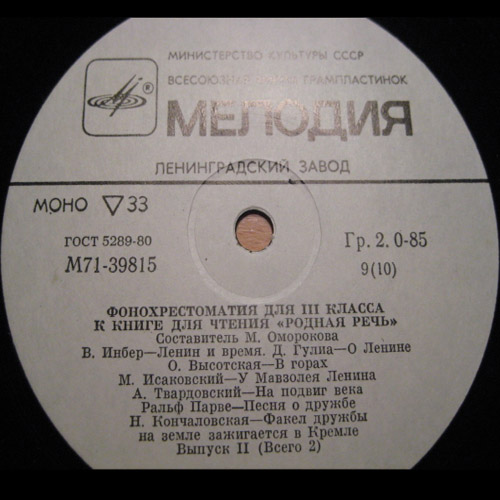 МИНИСТЕРСТВО КУЛЬТУРЫ СССР
ВСЕСОЮЗНАЯ ФИРМА ГРАМПЛАСТИНОК
®
МЕЛОДИЯ
ЛЕНИНГРАДСКИЙ ЗАВОД
МОНО ▽ 33
ГОСТ 5289-80
Гр. 2. 0-85
М71-39815
9(10)
ФОНОХРЕСТОМАТИЯ ДЛЯ III КЛАССА
К КНИГЕ ДЛЯ ЧТЕНИЯ «РОДНАЯ РЕЧЬ»
Составитель М. Оморокова
В. Инбер—Ленин и время. Д. Гулиа—О Ленине
О. Высотская—В горах
М. Исаковский—У Мавзолея Ленина
А. Твардовский—На подвиг века
Ральф Парве—Песня о дружбе
Н. Кончаловская—Факел дружбы
на земле зажигается в Кремле
Выпуск II (Всего 2)